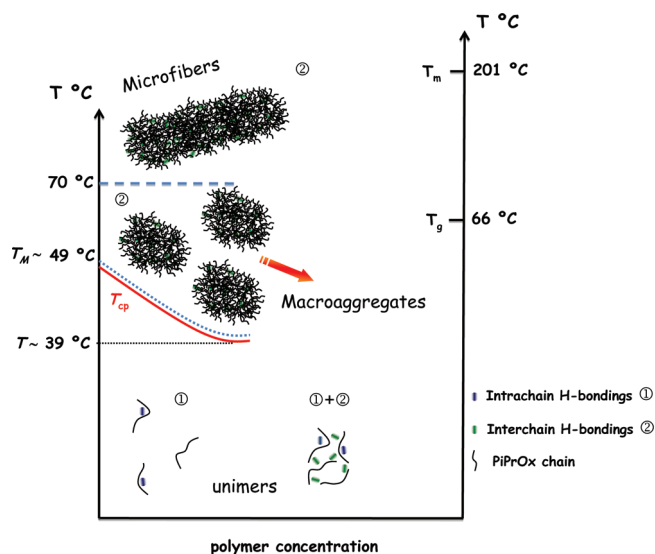 T °C
Microfibers
②
T °C
Tm
201 °C
70 °C
②
Tg
66 °C
TM ~ 49 °C
Tcp
Macroaggregates
T ~ 39 °C
①
①+②
unimers
Intrachain H-bondings ①
Interchain H-bondings ②
PiPrOx chain
polymer concentration